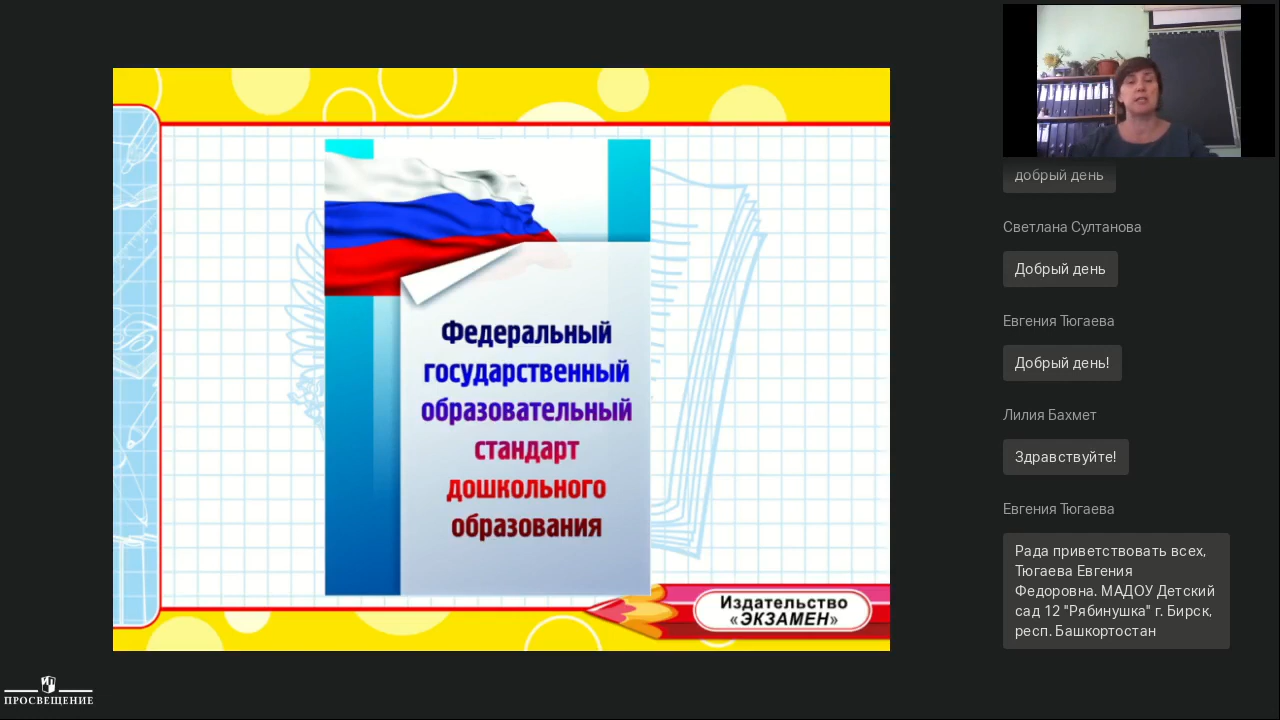 Федеральный
государственный
образовательный
стандарт
дошкольного
образования
Издательство
«ЭКЗАМЕН»
ПРОСВЕЩЕНИЕ
добрый день
Светлана Султанова
Добрый день
Евгения Тюгаева
Добрый день!
Лилия Бахмет
Здравствуйте!
Евгения Тюгаева
Рада приветствовать всех,
Тюгаева Евгения
Федоровна. МАДОУ Детский
сад 12 "Рябинушка" г. Бирск,
респ. Башкортостан